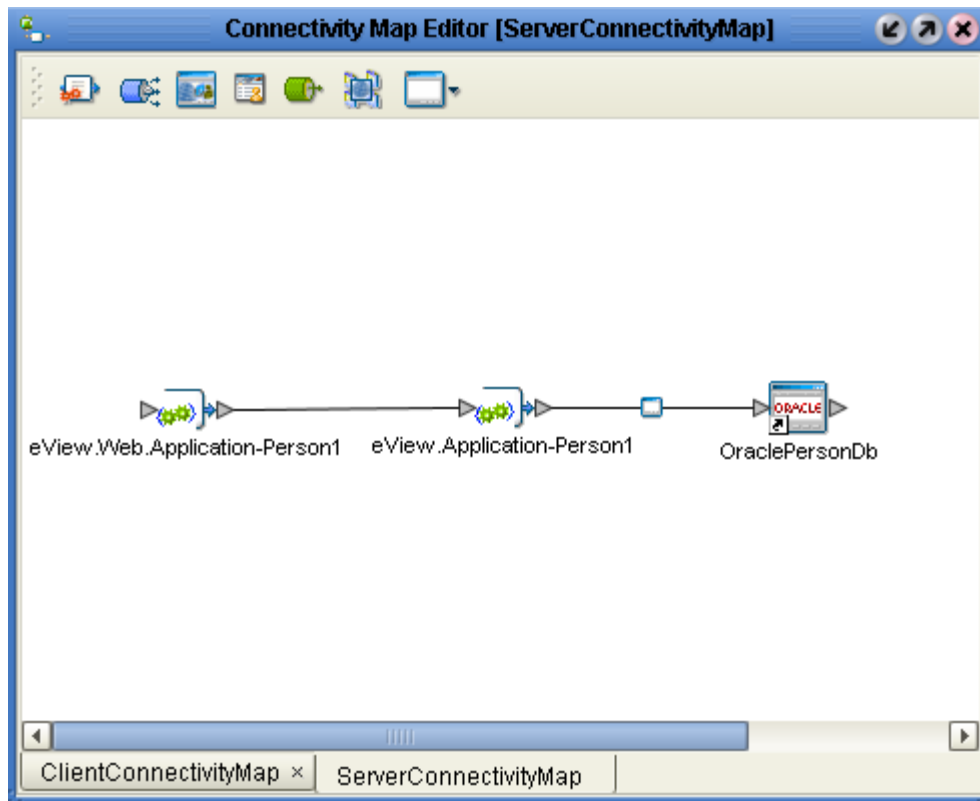 Connectivity Map Editor [ServerConnectivityMap]
eView.Web.Application-Person1
eView.Application-Person1
ORACLE
OraclePersonDb
ClientConnectivityMap ×
ServerConnectivityMap